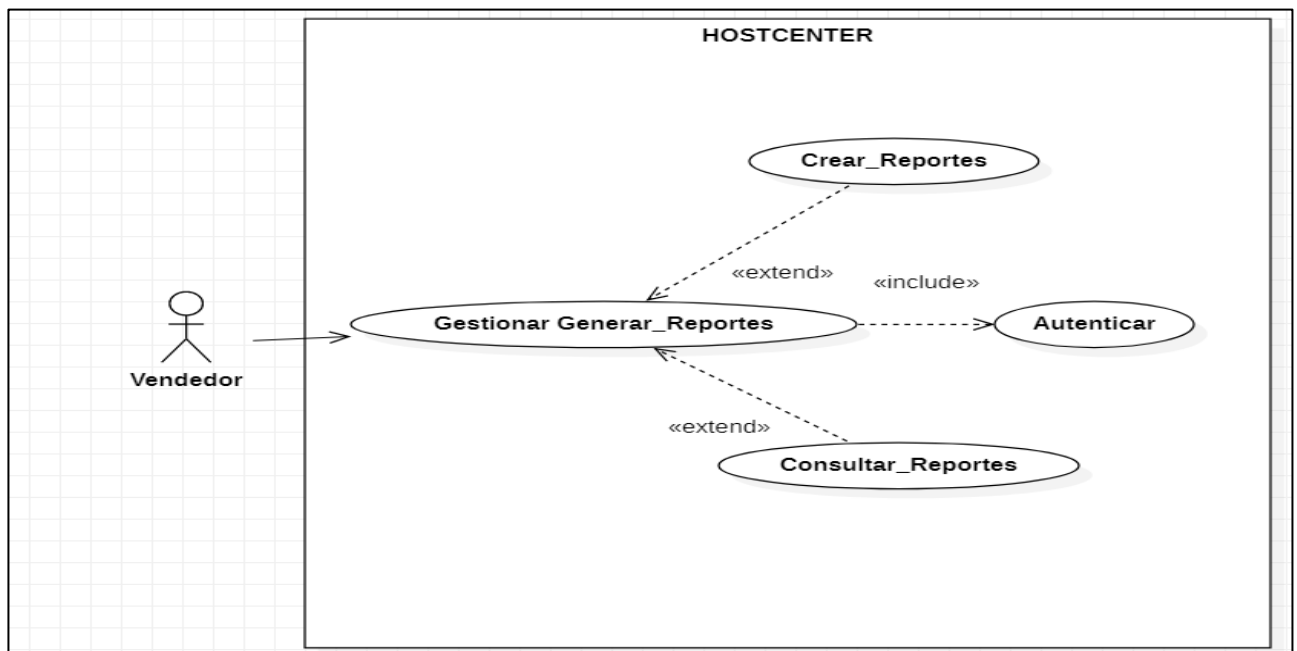 HOSTCENTER
Crear_Reportes
«extend»
«include»
Gestionar Generar_Reportes
Autenticar
Vendedor
«extend»
Consultar_Reportes